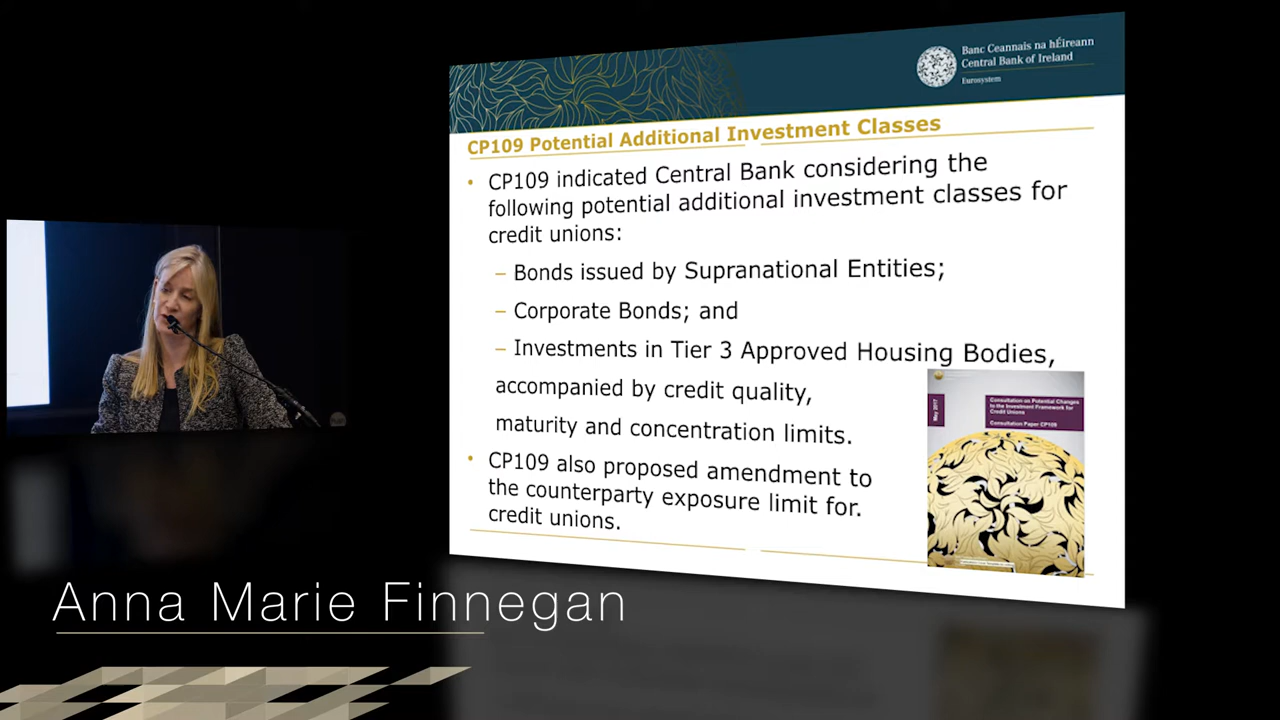 Banc Ceannais na hÉireann
Central Bank of Ireland
Eurosystem
CP109 Potential Additional Investment Classes
• CP109 indicated Central Bank considering the
following potential additional investment classes for
credit unions:
– Bonds issued by Supranational Entities;
– Corporate Bonds; and
– Investments in Tier 3 Approved Housing Bodies,
accompanied by credit quality,
maturity and concentration limits.
• CP109 also proposed amendment to
the counterparty exposure limit for.
credit unions.
May 2017
Consultation on Potential Changes
to the Investment Framework for
Credit Unions
Consultation Paper CP109
Anna Marie Finnegan